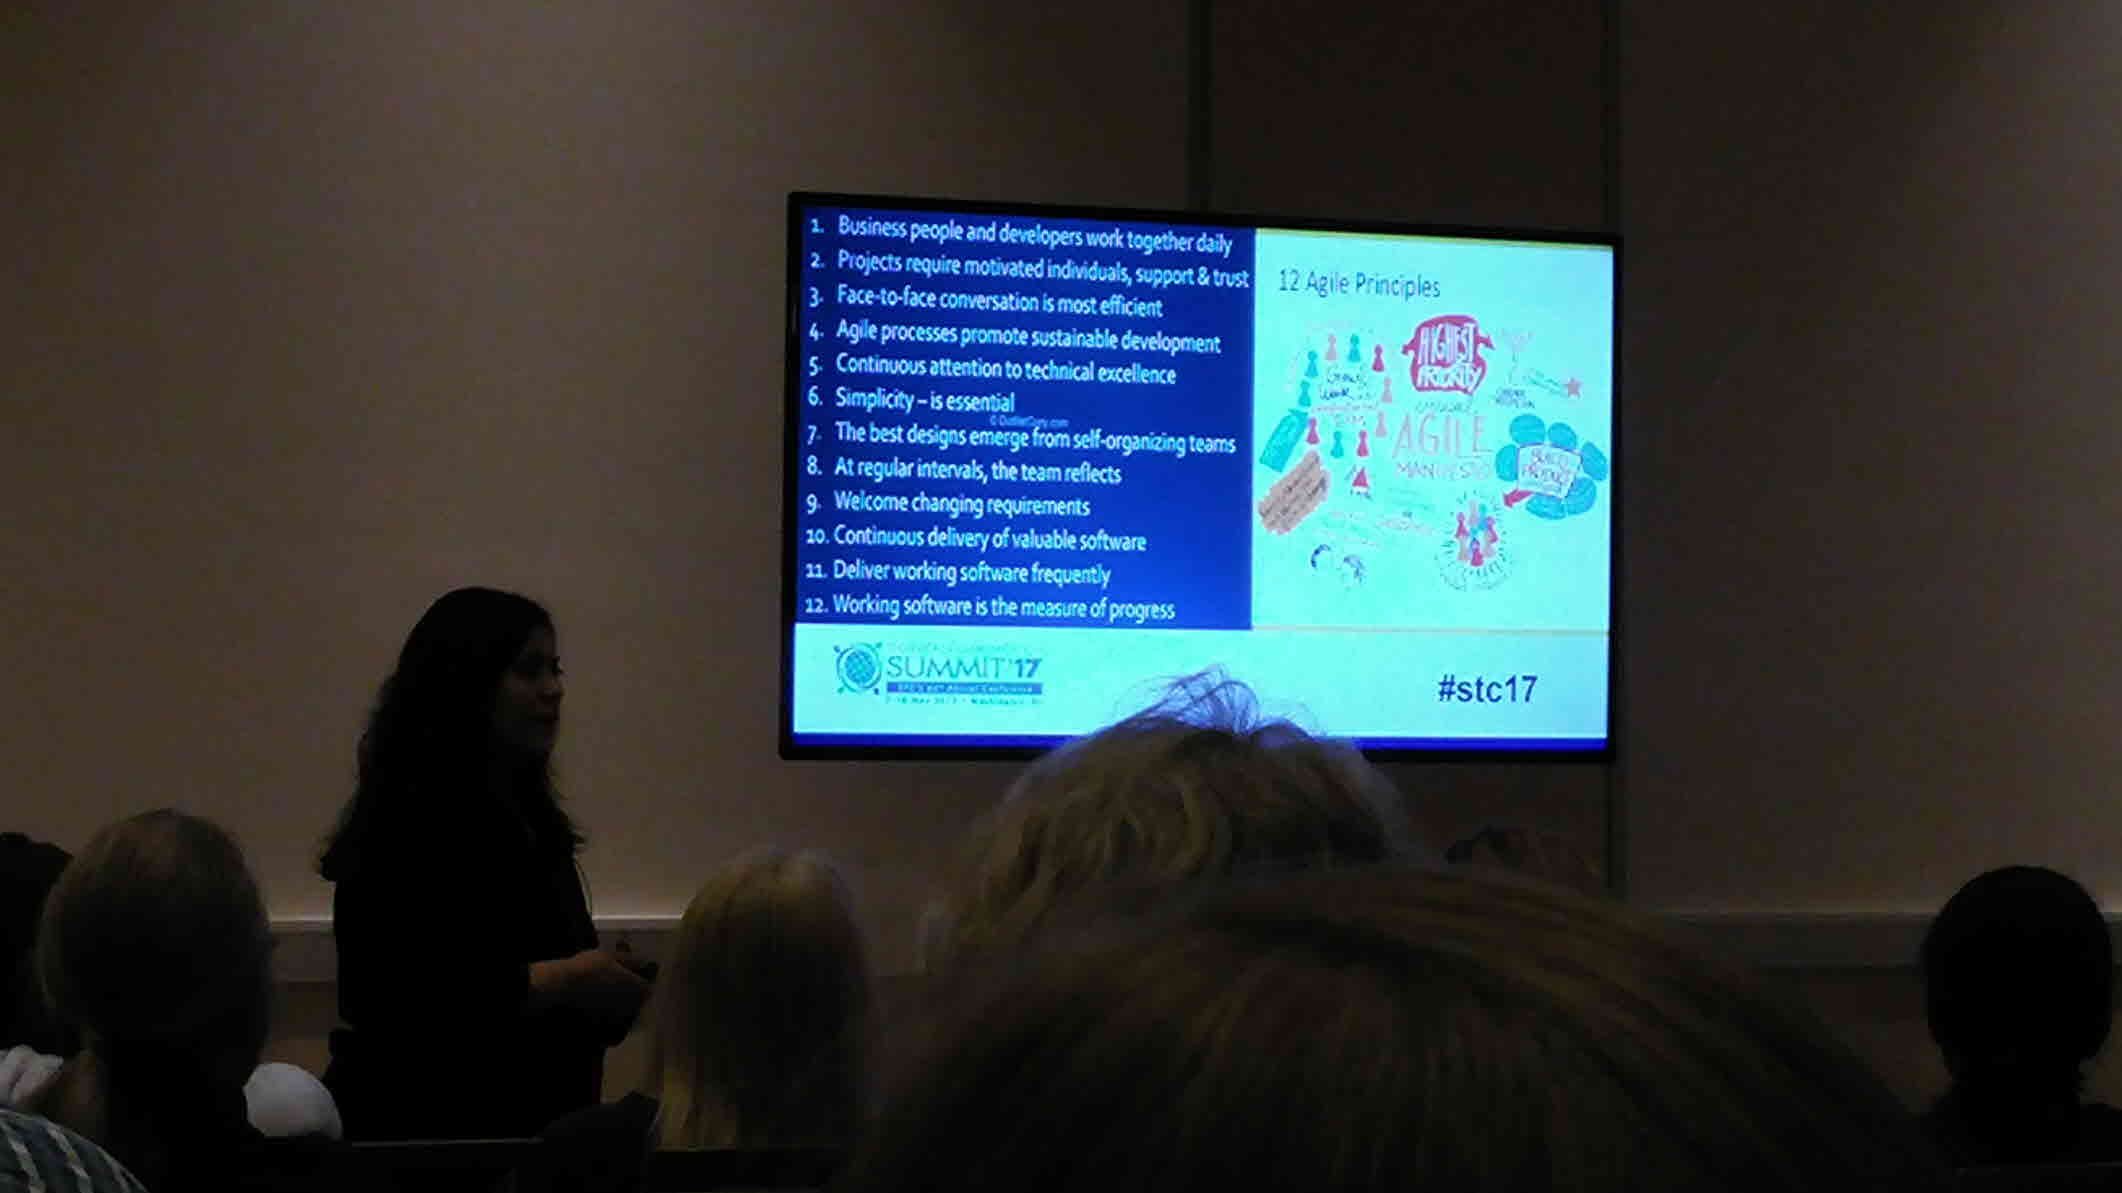 1. Business people and developers work together daily
2. Projects require motivated individuals, support & trust
3. Face-to-face conversation is most efficient
4. Agile processes promote sustainable development
5. Continuous attention to technical excellence
6. Simplicity – is essential
7. The best designs emerge from self-organizing teams
8. At regular intervals, the team reflects
9. Welcome changing requirements
10. Continuous delivery of valuable software
11. Deliver working software frequently
12. Working software is the measure of progress
12 Agile Principles
HIGHEST
PRIORITY
AGILE
MANIFESTO
SUMMIT'17
#stc17